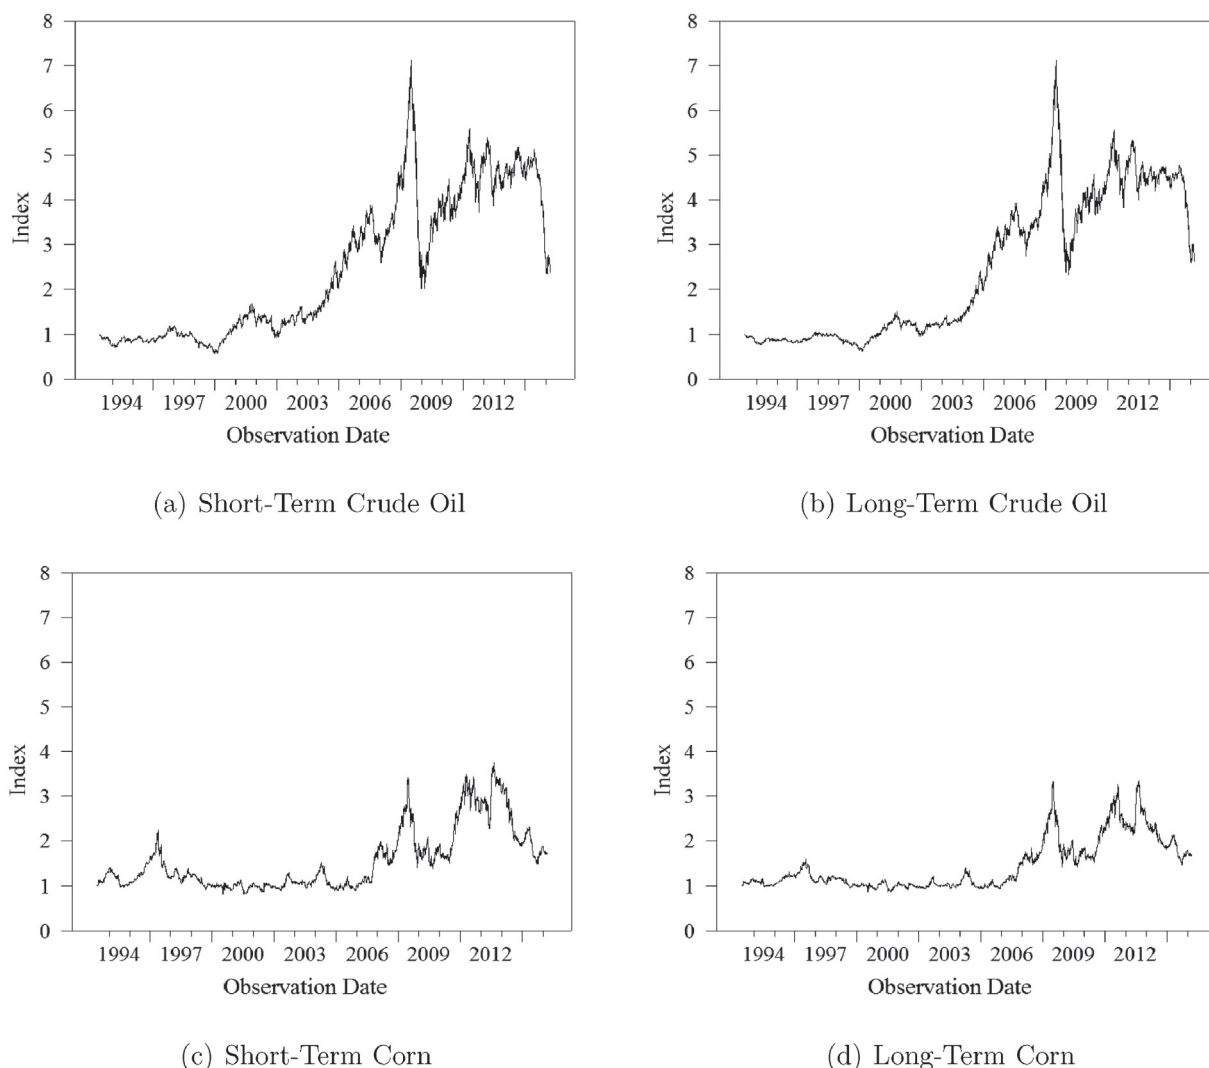 8
7
6
5
4
3
2
1
0
Index
1994 1997 2000 2003 2006 2009 2012
Observation Date
(a) Short-Term Crude Oil
8
7
6
5
4
3
2
1
0
Index
1994 1997 2000 2003 2006 2009 2012
Observation Date
(b) Long-Term Crude Oil
8
7
6
5
4
3
2
1
0
Index
1994 1997 2000 2003 2006 2009 2012
Observation Date
(c) Short-Term Corn
8
7
6
5
4
3
2
1
0
Index
1994 1997 2000 2003 2006 2009 2012
Observation Date
(d) Long-Term Corn